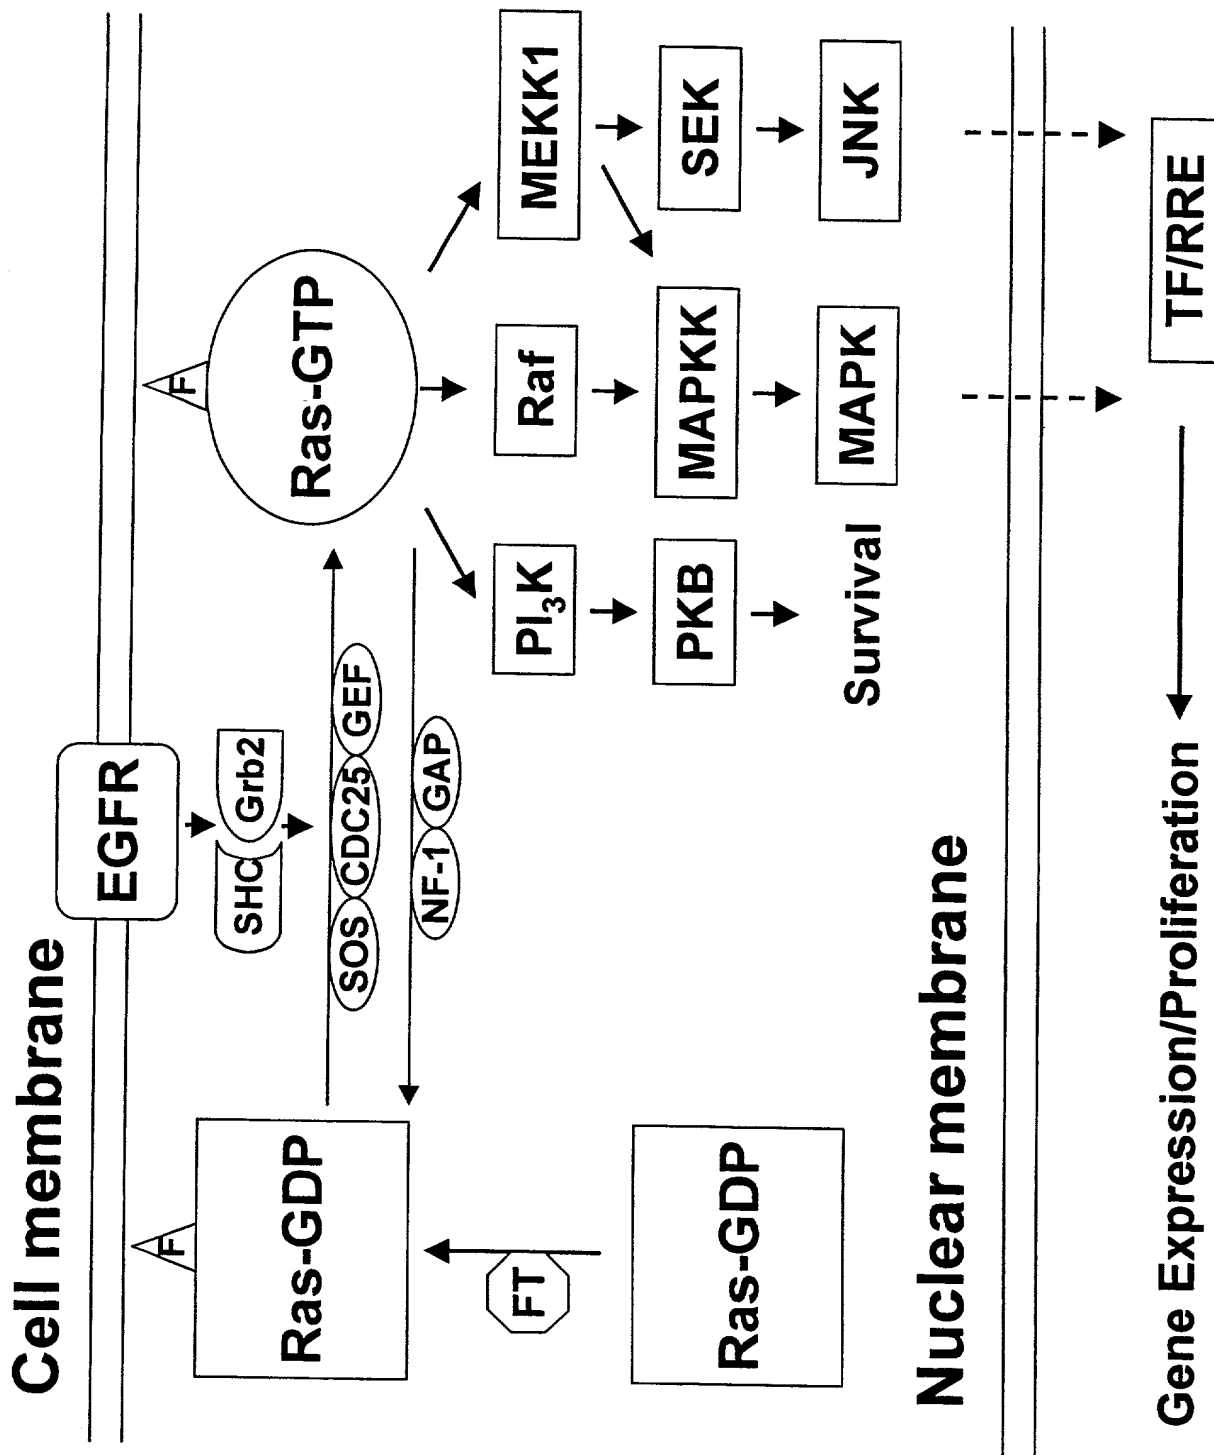 Cell membrane
EGFR
F
F
SHC
Grb2
Ras-GDP
Ras-GTP
SOS
CDC25
GEF
NF-1
GAP
FT
PI3K
Raf
MEKK1
Ras-GDP
PKB
MAPKK
SEK
Survival
MAPK
JNK
Nuclear membrane
Gene Expression/Proliferation
TF/RRE